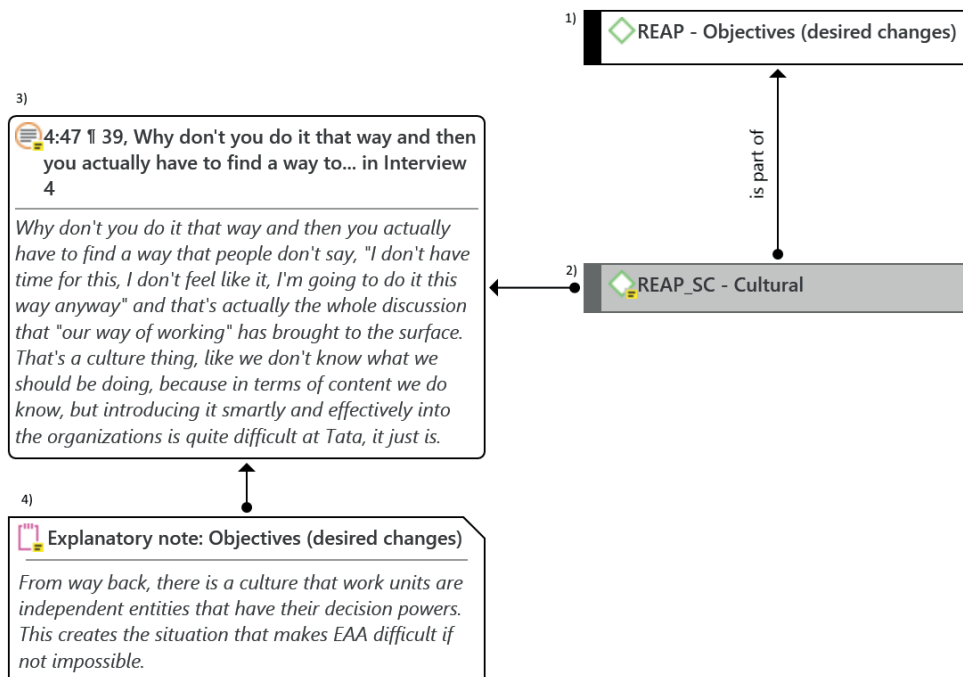 1)
REAP - Objectives (desired changes)
is part of
2)
REAP_SC - Cultural
3)
4:47 ¶ 39, Why don't you do it that way and then
you actually have to find a way to... in Interview
4
Why don't you do it that way and then you actually
have to find a way that people don't say, "I don't have
time for this, I don't feel like it, I'm going to do it this
way anyway" and that's actually the whole discussion
that "our way of working" has brought to the surface.
That's a culture thing, like we don't know what we
should be doing, because in terms of content we do
know, but introducing it smartly and effectively into
the organizations is quite difficult at Tata, it just is.
4)
Explanatory note: Objectives (desired changes)
From way back, there is a culture that work units are
independent entities that have their decision powers.
This creates the situation that makes EAA difficult if
not impossible.